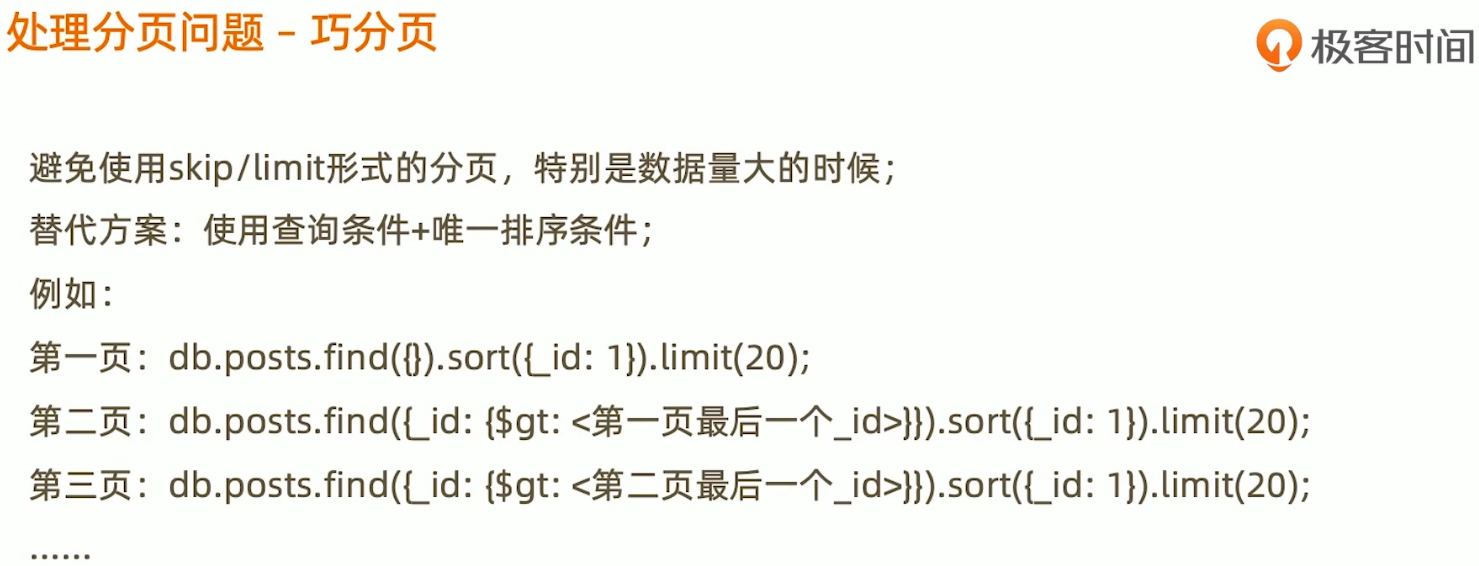 处理分页问题 – 巧分页
极客时间
避免使用skip/limit形式的分页，特别是数据量大的时候；
替代方案：使用查询条件+唯一排序条件；
例如：
第一页：db.posts.find({}).sort({_id: 1}).limit(20);
第二页：db.posts.find({_id: {$gt: <第一页最后一个_id>}}).sort({_id: 1}).limit(20);
第三页：db.posts.find({_id: {$gt: <第二页最后一个_id>}}).sort({_id: 1}).limit(20);
……